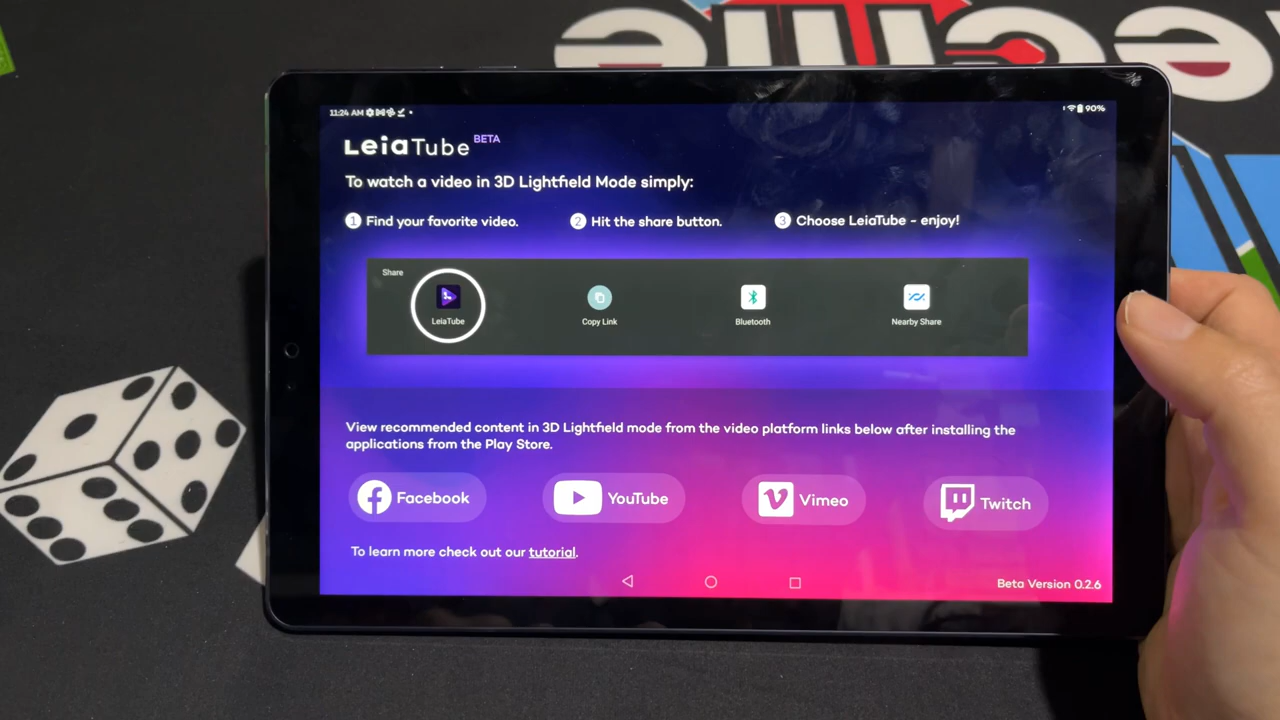 11:24 AM
90%
LeiaTube BETA
To watch a video in 3D Lightfield Mode simply:
1 Find your favorite video.
2 Hit the share button.
3 Choose LeiaTube - enjoy!
Share
LeiaTube
Copy Link
Bluetooth
Nearby Share
View recommended content in 3D Lightfield mode from the video platform links below after installing the
applications from the Play Store.
Facebook
YouTube
Vimeo
Twitch
To learn more check out our tutorial.
Beta Version 0.2.6